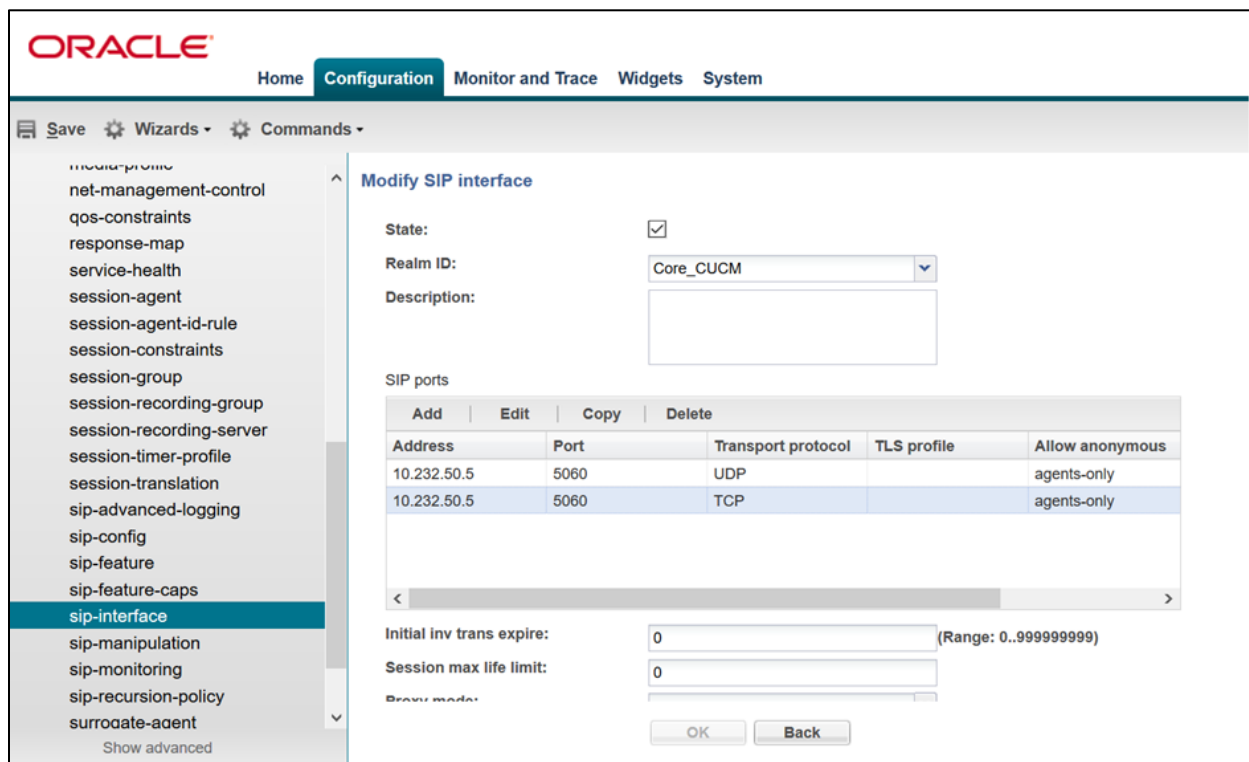 ORACLE
Home Configuration Monitor and Trace Widgets System
Save Wizards Commands
media-profile
net-management-control
qos-constraints
response-map
service-health
session-agent
session-agent-id-rule
session-constraints
session-group
session-recording-group
session-recording-server
session-timer-profile
session-translation
sip-advanced-logging
sip-config
sip-feature
sip-feature-caps
sip-interface
sip-manipulation
sip-monitoring
sip-recursion-policy
surrogate-agent
Show advanced
Modify SIP interface
State:
Realm ID: Core_CUCM
Description:
SIP ports
Add | Edit | Copy | Delete
Address Port Transport protocol TLS profile Allow anonymous
10.232.50.5 5060 UDP agents-only
10.232.50.5 5060 TCP agents-only
Initial inv trans expire: 0 (Range: 0..999999999)
Session max life limit: 0
Proxy mode:
OK Back